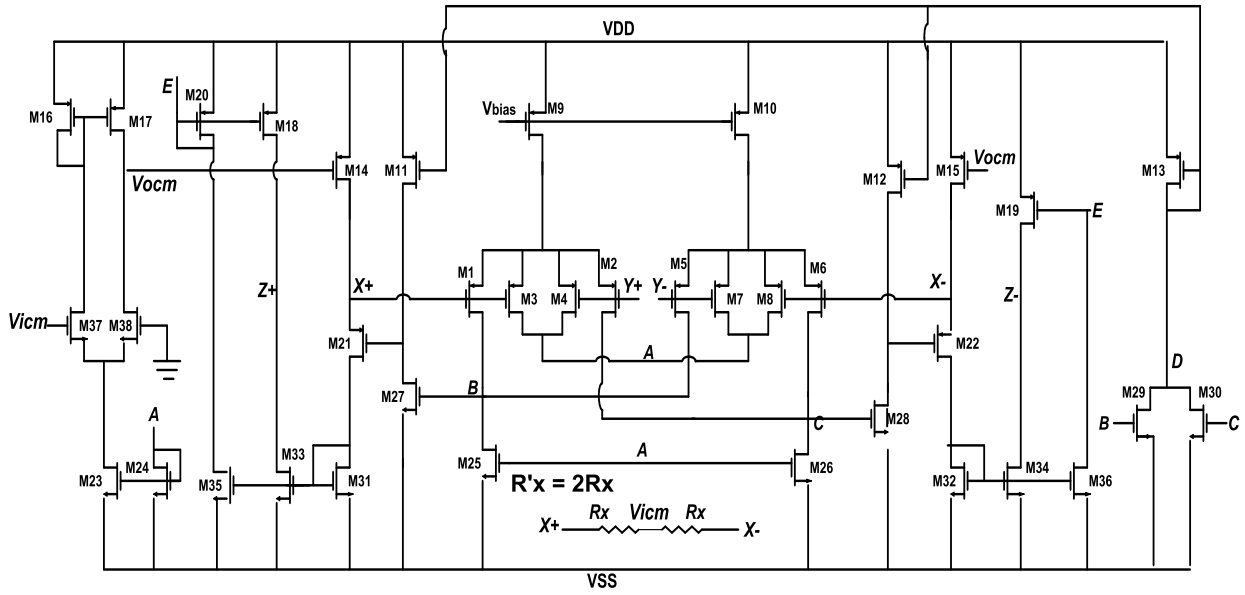 VDD
E
M20
M16
M17
M18
Vbias
M9
M10
M14
M11
M12
M15
Vocm
M13
Vocm
M19
E
M1
M2
M5
M6
Z+
X+
M3
M4
Y+
Y-
M7
M8
X-
Z-
Vicm
M37
M38
M21
A
M22
D
B
M27
M29
M30
A
C
M28
B
C
M24
M33
M25
A
M26
M34
M23
M35
M31
M32
M36
R'x = 2Rx
Rx
Vicm
Rx
X+
X-
VSS